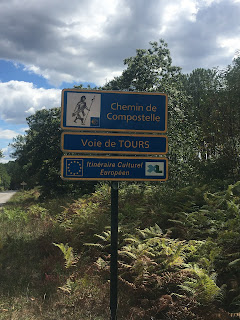 Chemin de
Compostelle
Voie de TOURS
Itinéraire Culturel
Européen